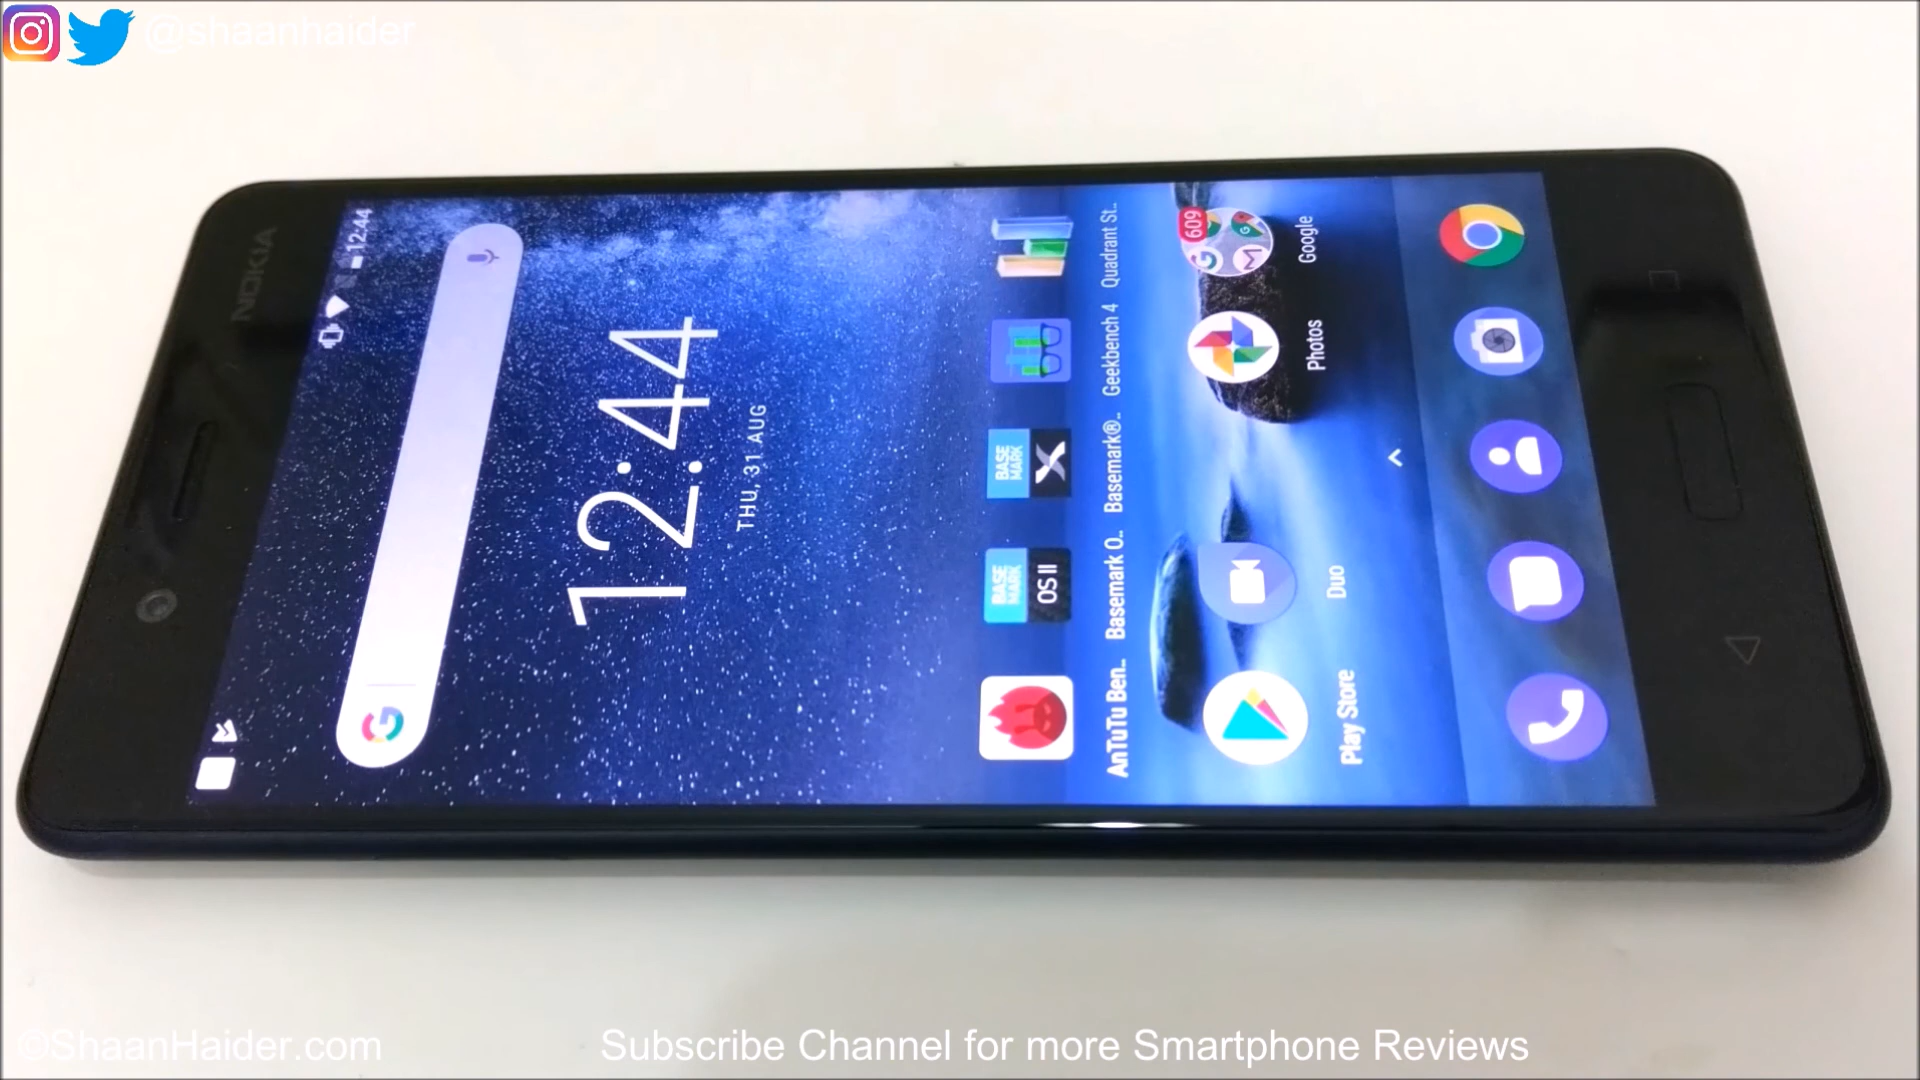 @shaanhaider
NOKIA
12:44
12:44
THU, 31 AUG
BASE
MARK
OS II
BASE
MARK
AnTuTu Ben..
Basemark O..
Basemark®..
Geekbench 4
Quadrant St..
609
Play Store
Duo
Photos
Google
©ShaanHaider.com
Subscribe Channel for more Smartphone Reviews